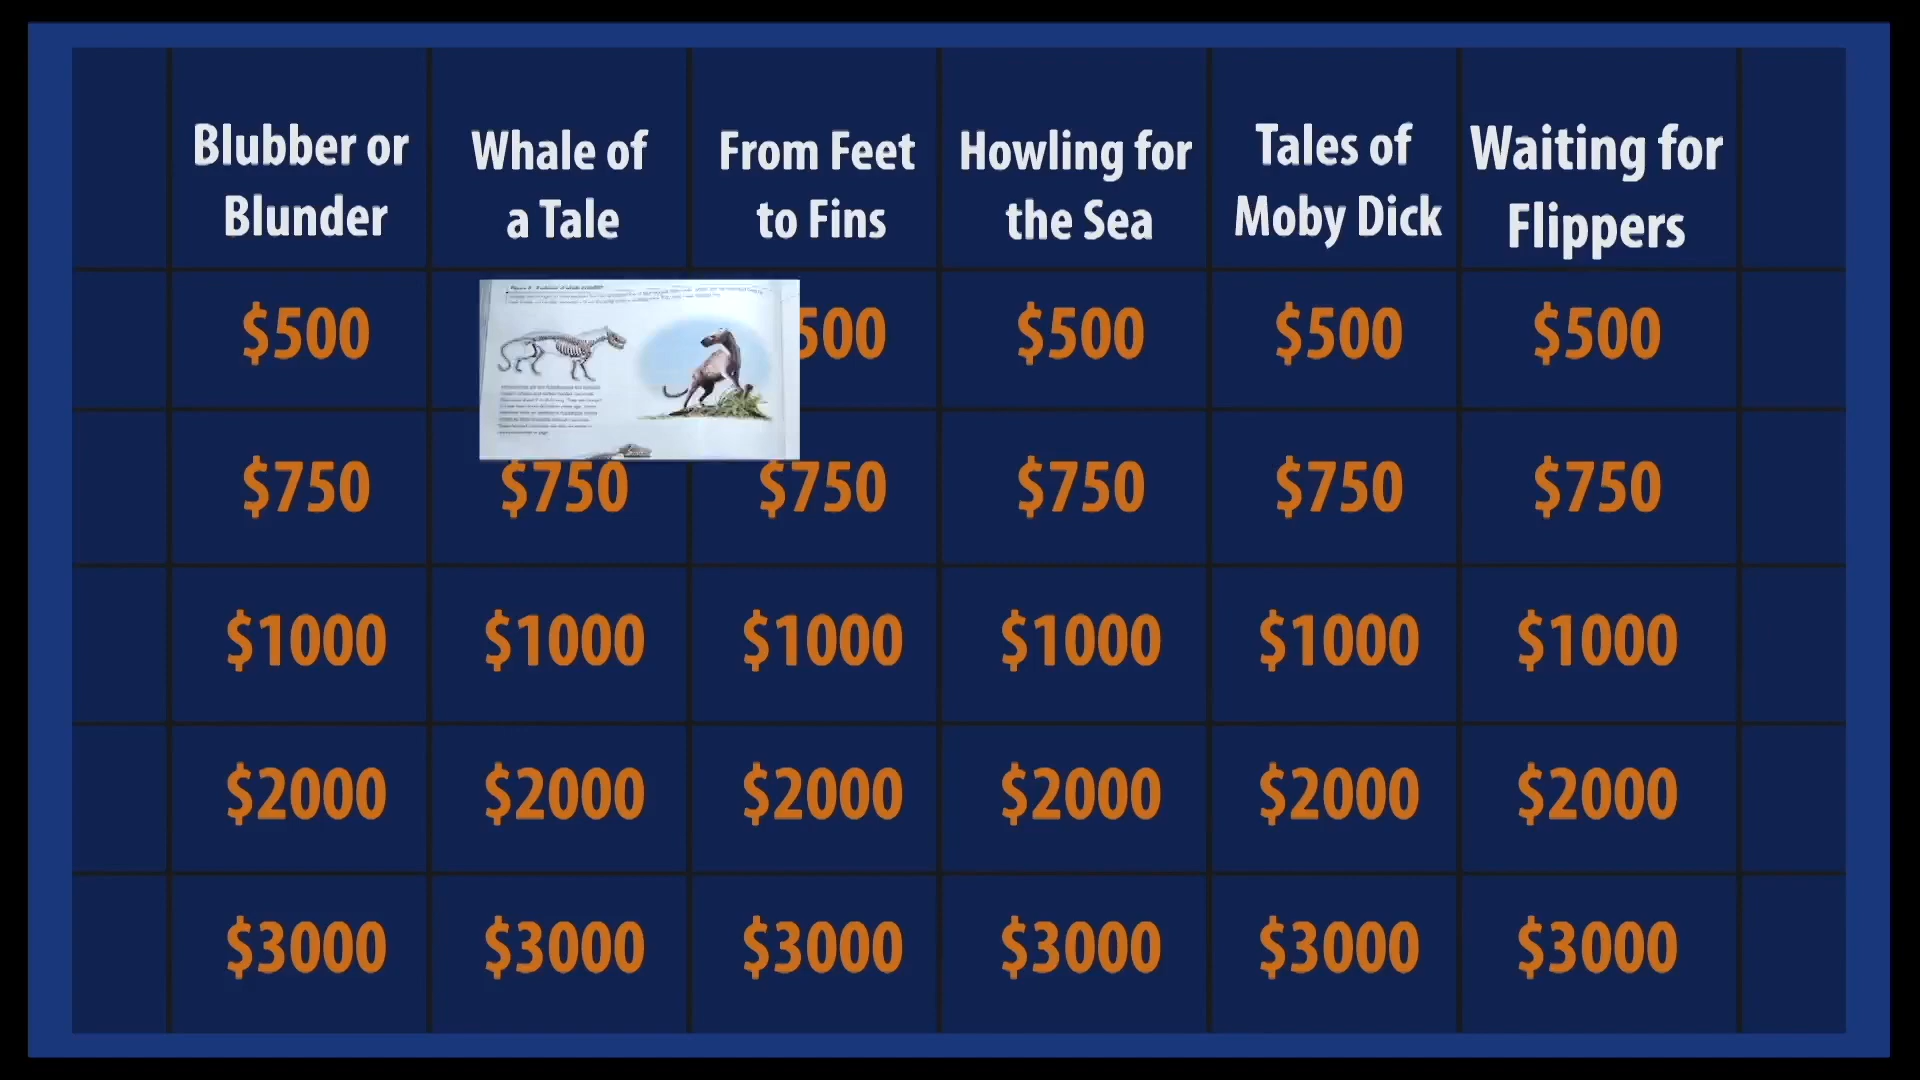 Blubber or
Blunder
Whale of
a Tale
From Feet
to Fins
Howling for
the Sea
Tales of
Moby Dick
Waiting for
Flippers
$500
500
$500
$500
$500
$750
$750
$750
$750
$750
$750
$1000
$1000
$1000
$1000
$1000
$1000
$2000
$2000
$2000
$2000
$2000
$2000
$3000
$3000
$3000
$3000
$3000
$3000